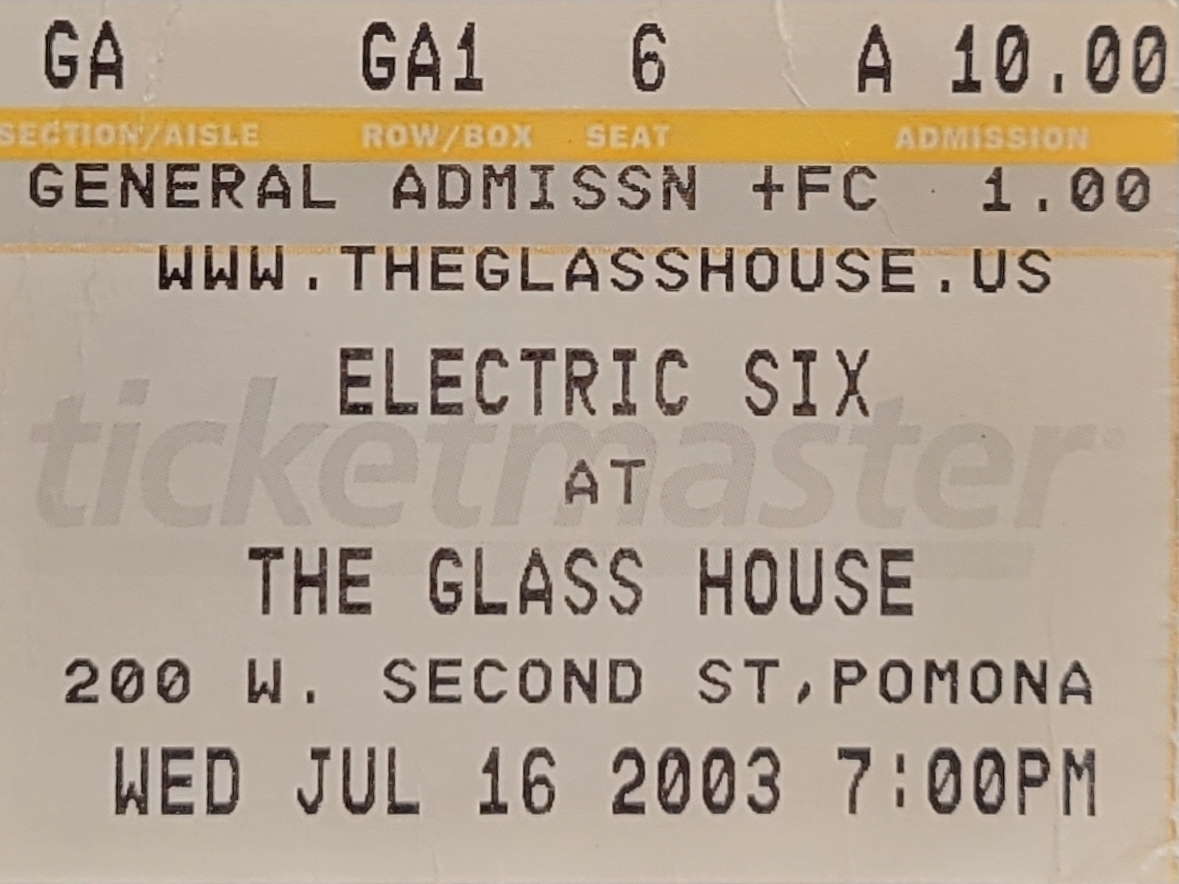 GA GA1 6 A 10.00
SECTION/AISLE ROW/BOX SEAT ADMISSION
GENERAL ADMISSN +FC 1.00
WWW.THEGLASSHOUSE.US
ELECTRIC SIX
ticketmaster
AT
THE GLASS HOUSE
200 W. SECOND ST,POMONA
WED JUL 16 2003 7:00PM